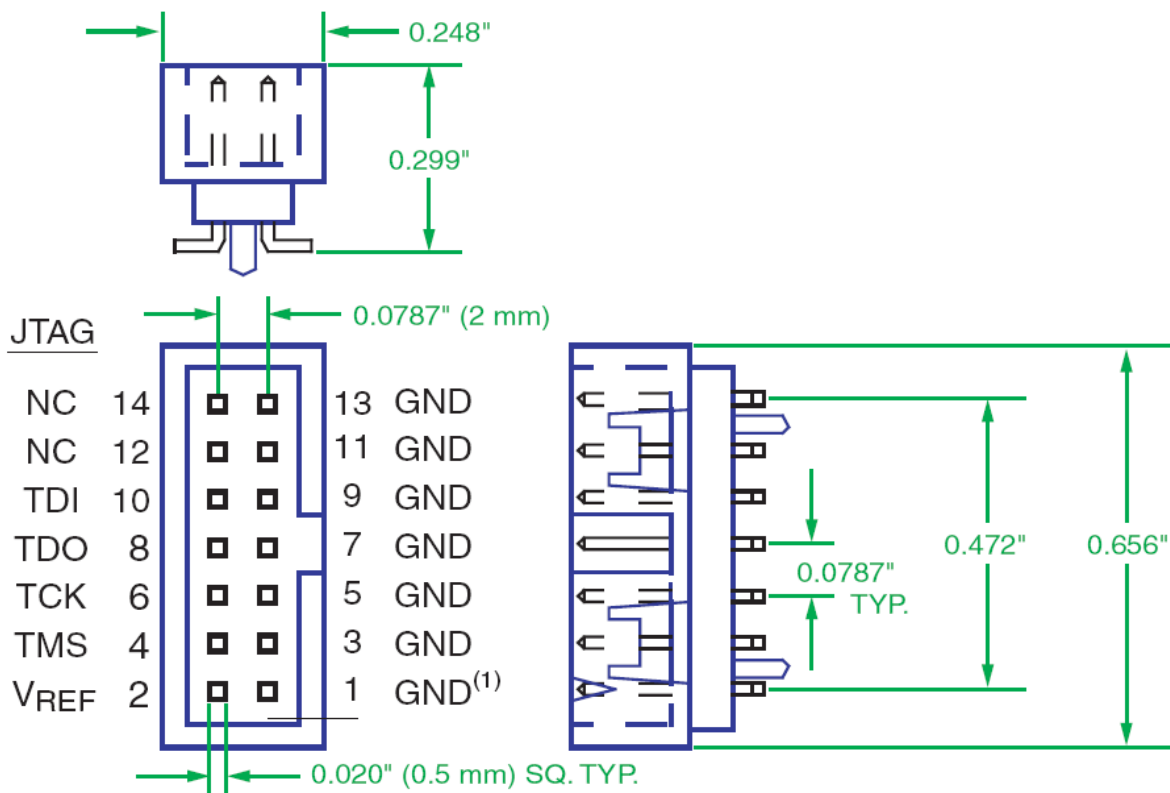 0.248"
0.299"
0.0787" (2 mm)
JTAG
NC 14 13 GND
NC 12 11 GND
TDI 10 9 GND
TDO 8 7 GND
TCK 6 5 GND
TMS 4 3 GND
VREF 2 1 GND(1)
0.020" (0.5 mm) SQ. TYP.
0.0787"
TYP.
0.472"
0.656"